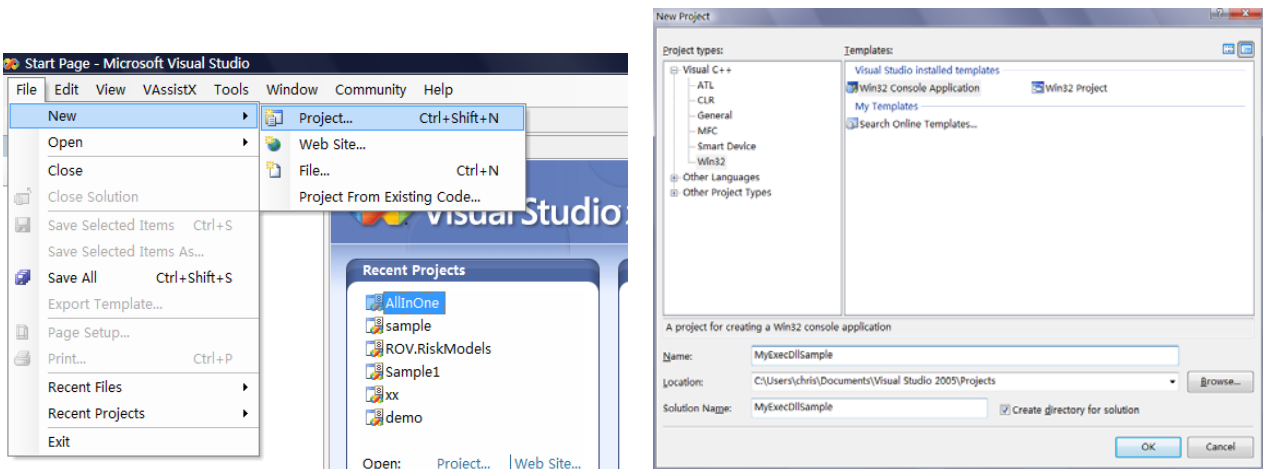 Start Page - Microsoft Visual Studio
File Edit View VAssistX Tools Window Community Help
New
Open
Close
Close Solution
Save Selected Items Ctrl+S
Save Selected Items As...
Save All Ctrl+Shift+S
Export Template...
Page Setup...
Print... Ctrl+P
Recent Files
Recent Projects
Exit
Project... Ctrl+Shift+N
Web Site...
File... Ctrl+N
Project From Existing Code...
Visual Studio
Recent Projects
AllInOne
sample
ROV.RiskModels
Sample1
xx
demo
Open: Project... Web Site...
New Project
Project types:
Visual C++
ATL
CLR
General
MFC
Smart Device
Win32
Other Languages
Other Project Types
Templates:
Visual Studio installed templates
Win32 Console Application Win32 Project
My Templates
Search Online Templates...
A project for creating a Win32 console application
Name: MyExecDllSample
Location: C:\Users\chris\Documents\Visual Studio 2005\Projects Browse...
Solution Name: MyExecDllSample Create directory for solution
OK Cancel